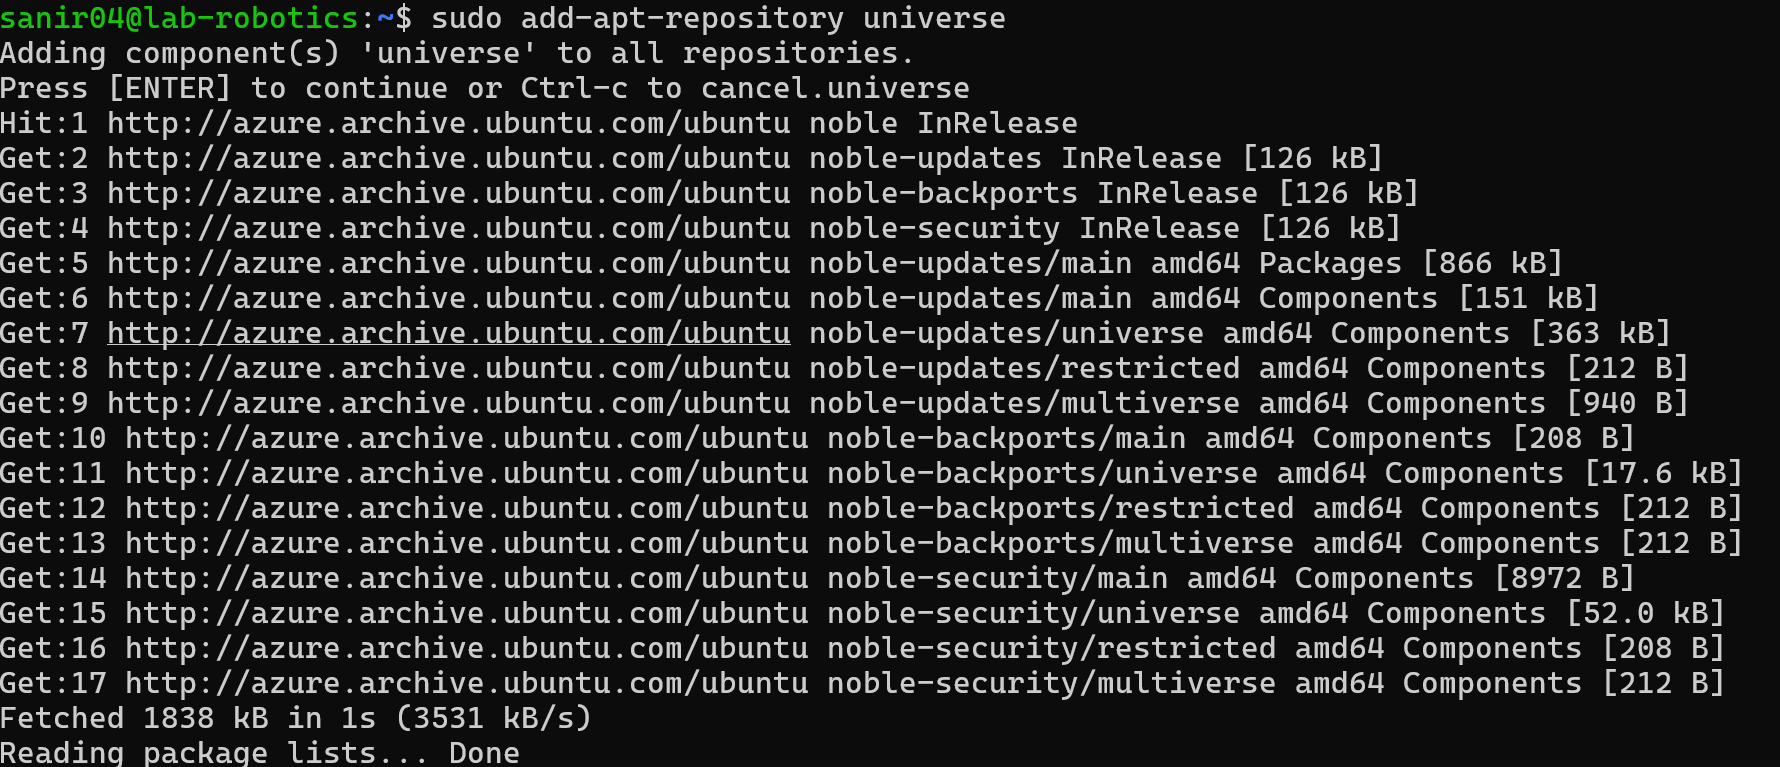 sanir04@lab-robotics:~$ sudo add-apt-repository universe
Adding component(s) 'universe' to all repositories.
Press [ENTER] to continue or Ctrl-c to cancel.universe
Hit:1 http://azure.archive.ubuntu.com/ubuntu noble InRelease
Get:2 http://azure.archive.ubuntu.com/ubuntu noble-updates InRelease [126 kB]
Get:3 http://azure.archive.ubuntu.com/ubuntu noble-backports InRelease [126 kB]
Get:4 http://azure.archive.ubuntu.com/ubuntu noble-security InRelease [126 kB]
Get:5 http://azure.archive.ubuntu.com/ubuntu noble-updates/main amd64 Packages [866 kB]
Get:6 http://azure.archive.ubuntu.com/ubuntu noble-updates/main amd64 Components [151 kB]
Get:7 http://azure.archive.ubuntu.com/ubuntu noble-updates/universe amd64 Components [363 kB]
Get:8 http://azure.archive.ubuntu.com/ubuntu noble-updates/restricted amd64 Components [212 B]
Get:9 http://azure.archive.ubuntu.com/ubuntu noble-updates/multiverse amd64 Components [940 B]
Get:10 http://azure.archive.ubuntu.com/ubuntu noble-backports/main amd64 Components [208 B]
Get:11 http://azure.archive.ubuntu.com/ubuntu noble-backports/universe amd64 Components [17.6 kB]
Get:12 http://azure.archive.ubuntu.com/ubuntu noble-backports/restricted amd64 Components [212 B]
Get:13 http://azure.archive.ubuntu.com/ubuntu noble-backports/multiverse amd64 Components [212 B]
Get:14 http://azure.archive.ubuntu.com/ubuntu noble-security/main amd64 Components [8972 B]
Get:15 http://azure.archive.ubuntu.com/ubuntu noble-security/universe amd64 Components [52.0 kB]
Get:16 http://azure.archive.ubuntu.com/ubuntu noble-security/restricted amd64 Components [208 B]
Get:17 http://azure.archive.ubuntu.com/ubuntu noble-security/multiverse amd64 Components [212 B]
Fetched 1838 kB in 1s (3531 kB/s)
Reading package lists... Done